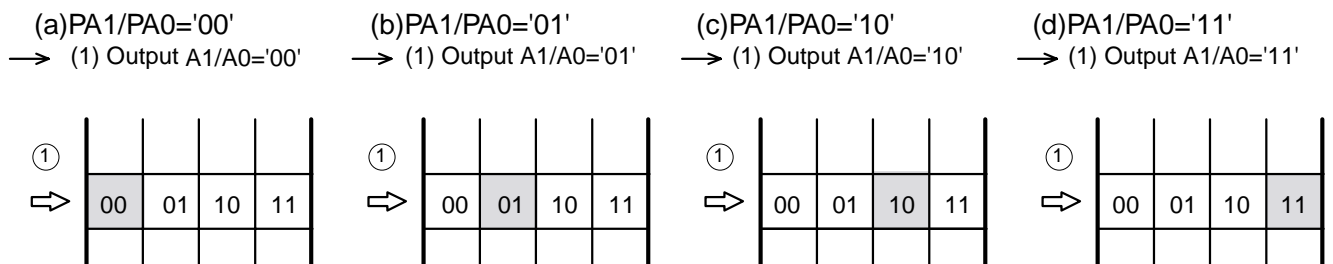 (a)PA1/PA0='00'
→ (1) Output A1/A0='00'
①
00 01 10 11
(b)PA1/PA0='01'
→ (1) Output A1/A0='01'
①
00 01 10 11
(c)PA1/PA0='10'
→ (1) Output A1/A0='10'
①
00 01 10 11
(d)PA1/PA0='11'
→ (1) Output A1/A0='11'
①
00 01 10 11